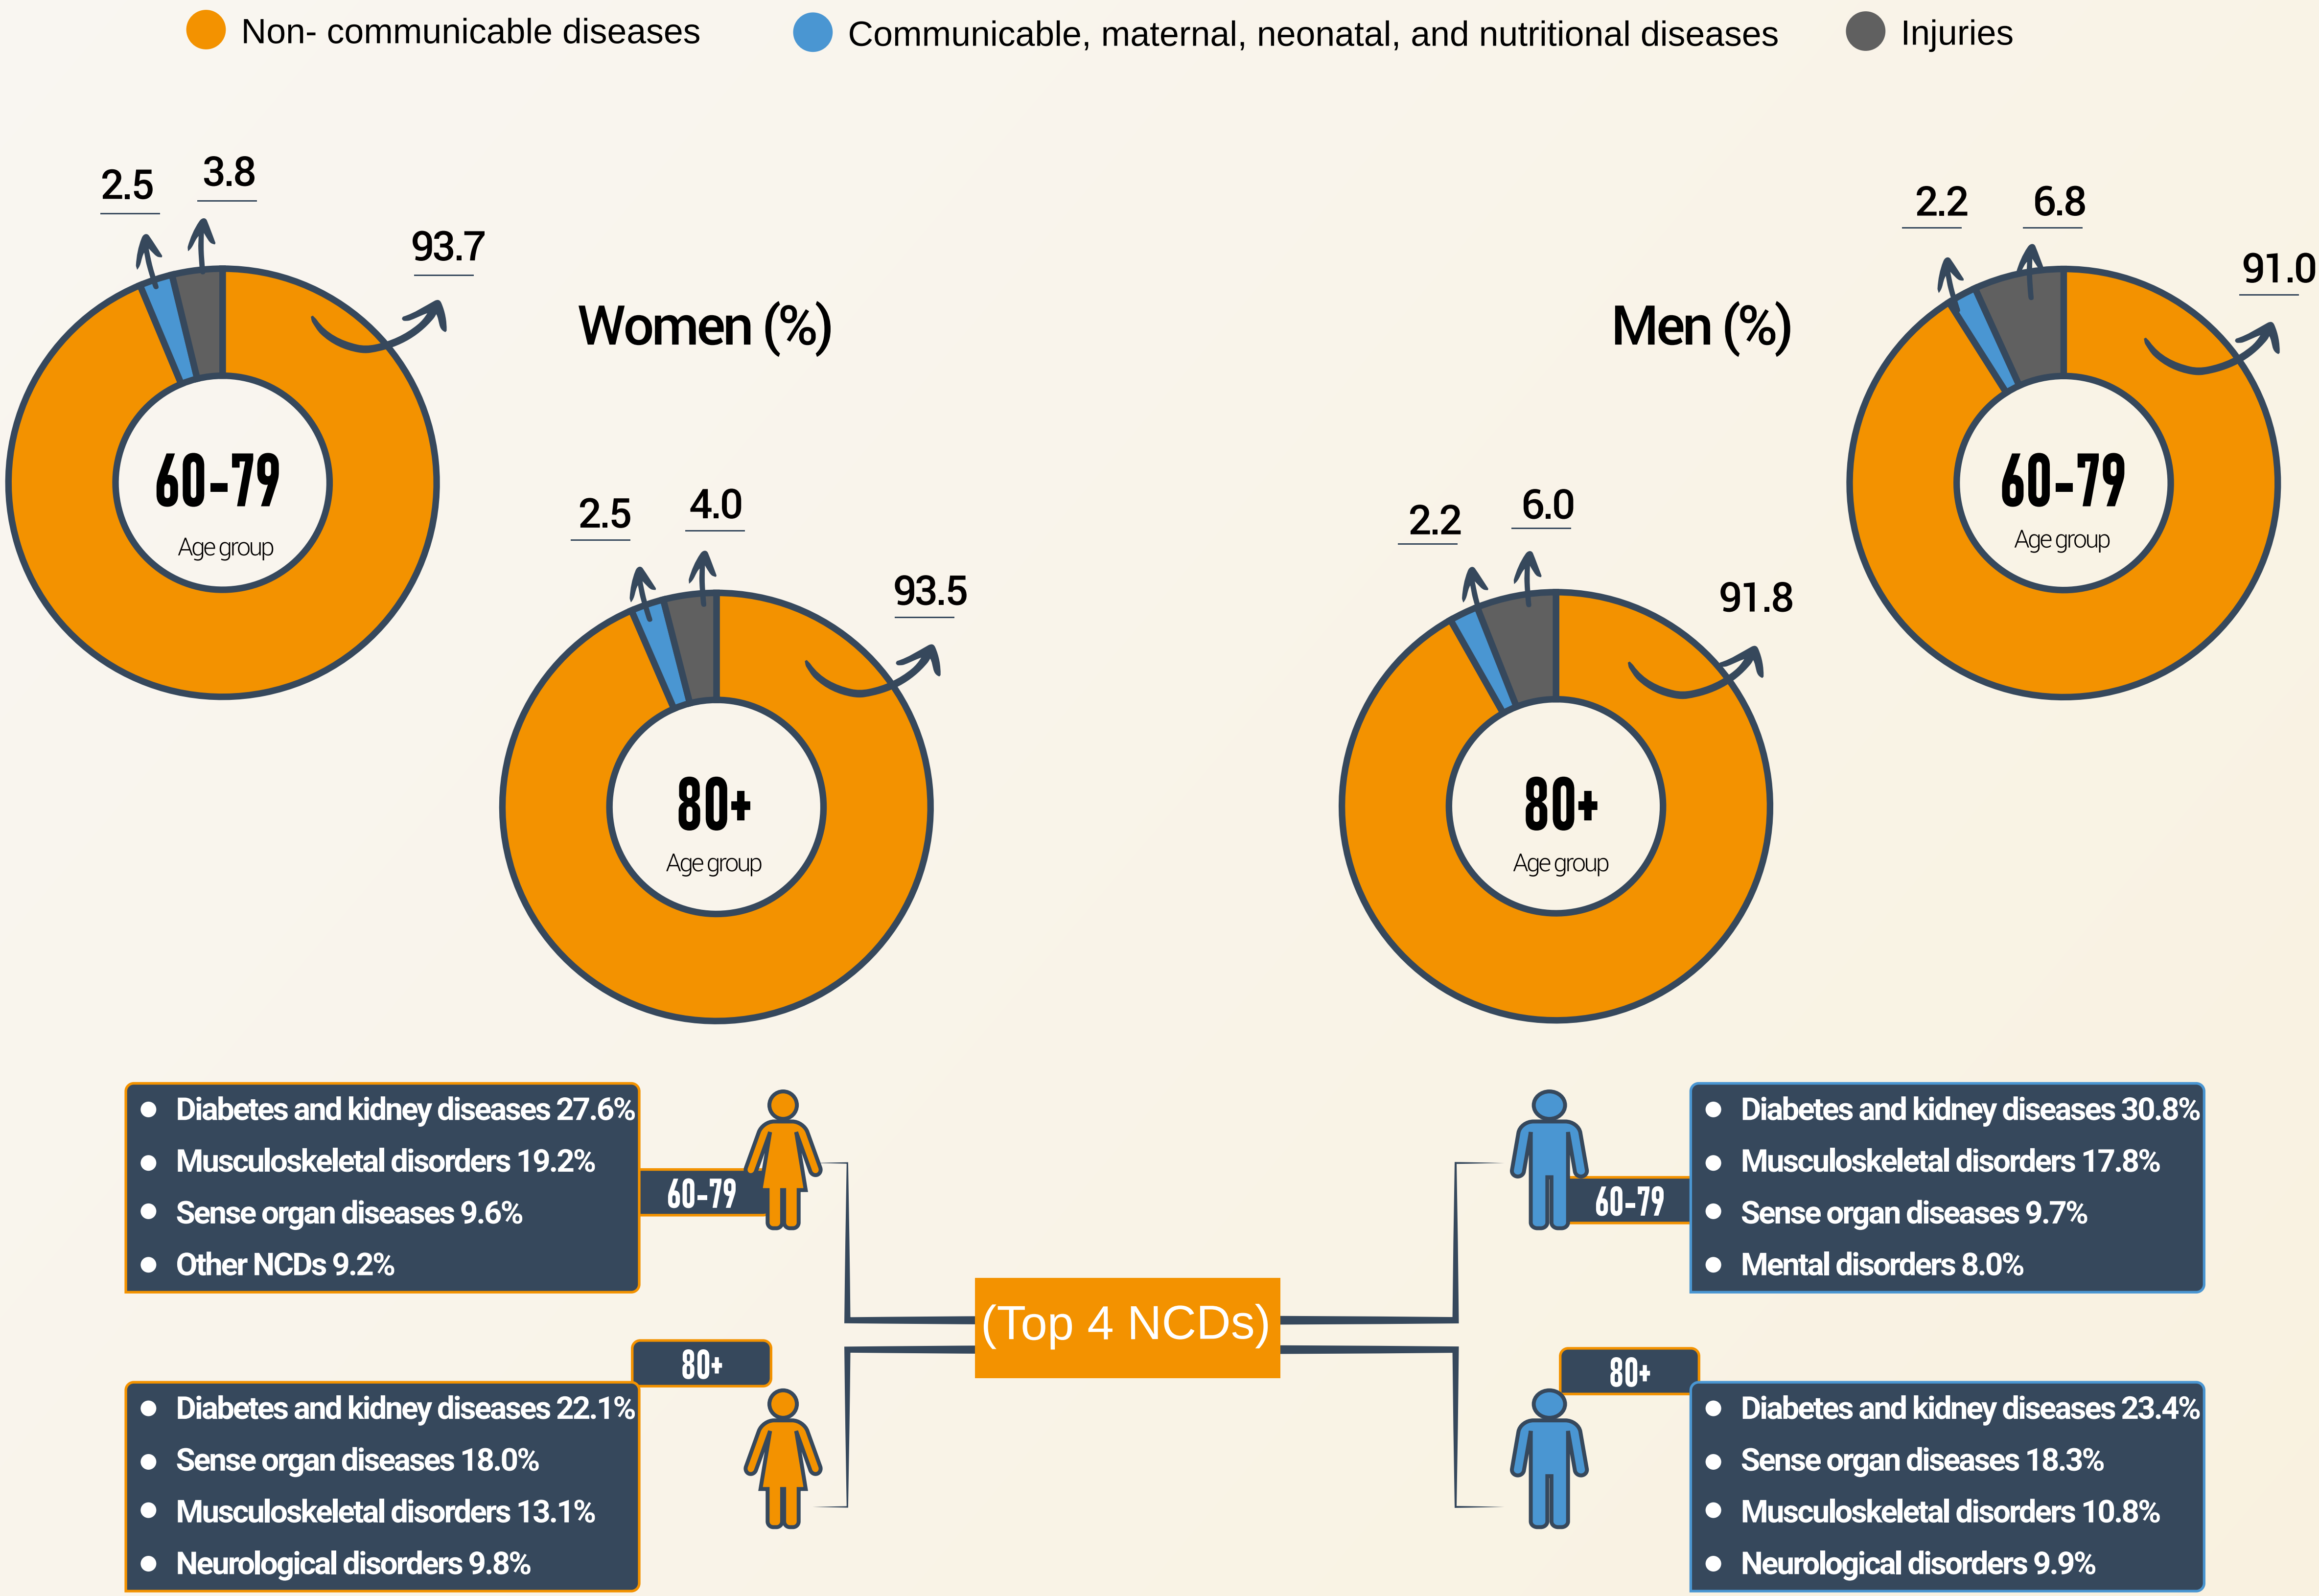 Non- communicable diseases
Communicable, maternal, neonatal, and nutritional diseases
Injuries
2.5
3.8
93.7
60-79
Age group
Women (%)
2.5
4.0
93.5
80+
Age group
Men (%)
2.2
6.8
91.0
60-79
Age group
2.2
6.0
91.8
80+
Age group
Diabetes and kidney diseases 27.6%
Musculoskeletal disorders 19.2%
Sense organ diseases 9.6%
Other NCDs 9.2%
60-79
Diabetes and kidney diseases 30.8%
Musculoskeletal disorders 17.8%
Sense organ diseases 9.7%
Mental disorders 8.0%
60-79
(Top 4 NCDs)
80+
Diabetes and kidney diseases 22.1%
Sense organ diseases 18.0%
Musculoskeletal disorders 13.1%
Neurological disorders 9.8%
80+
Diabetes and kidney diseases 23.4%
Sense organ diseases 18.3%
Musculoskeletal disorders 10.8%
Neurological disorders 9.9%